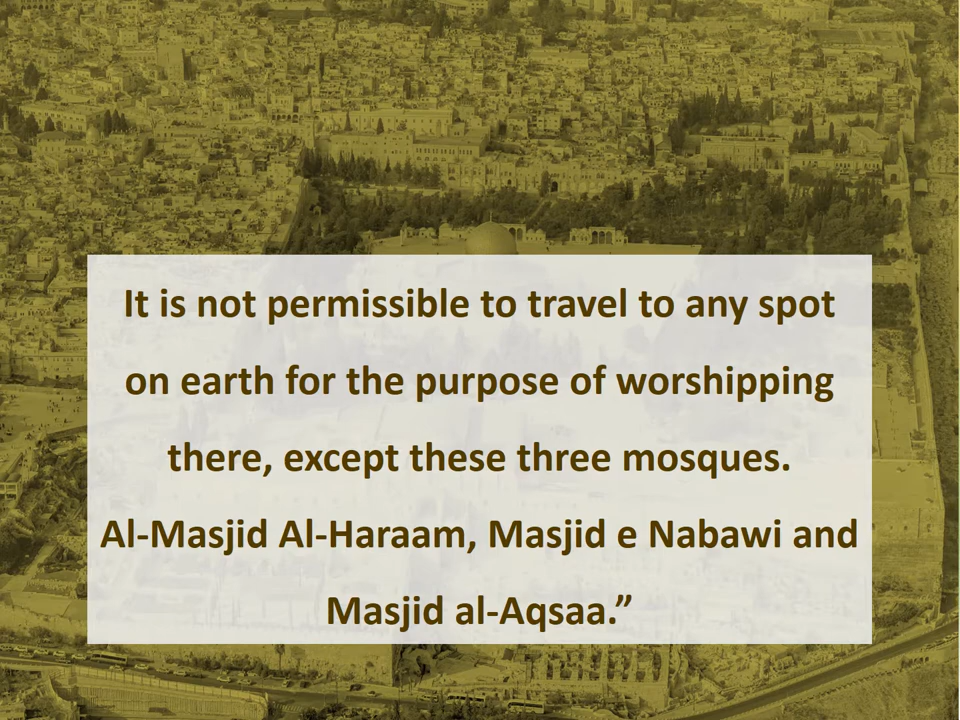 It is not permissible to travel to any spot
on earth for the purpose of worshipping
there, except these three mosques.
Al-Masjid Al-Haraam, Masjid e Nabawi and
Masjid al-Aqsaa.”